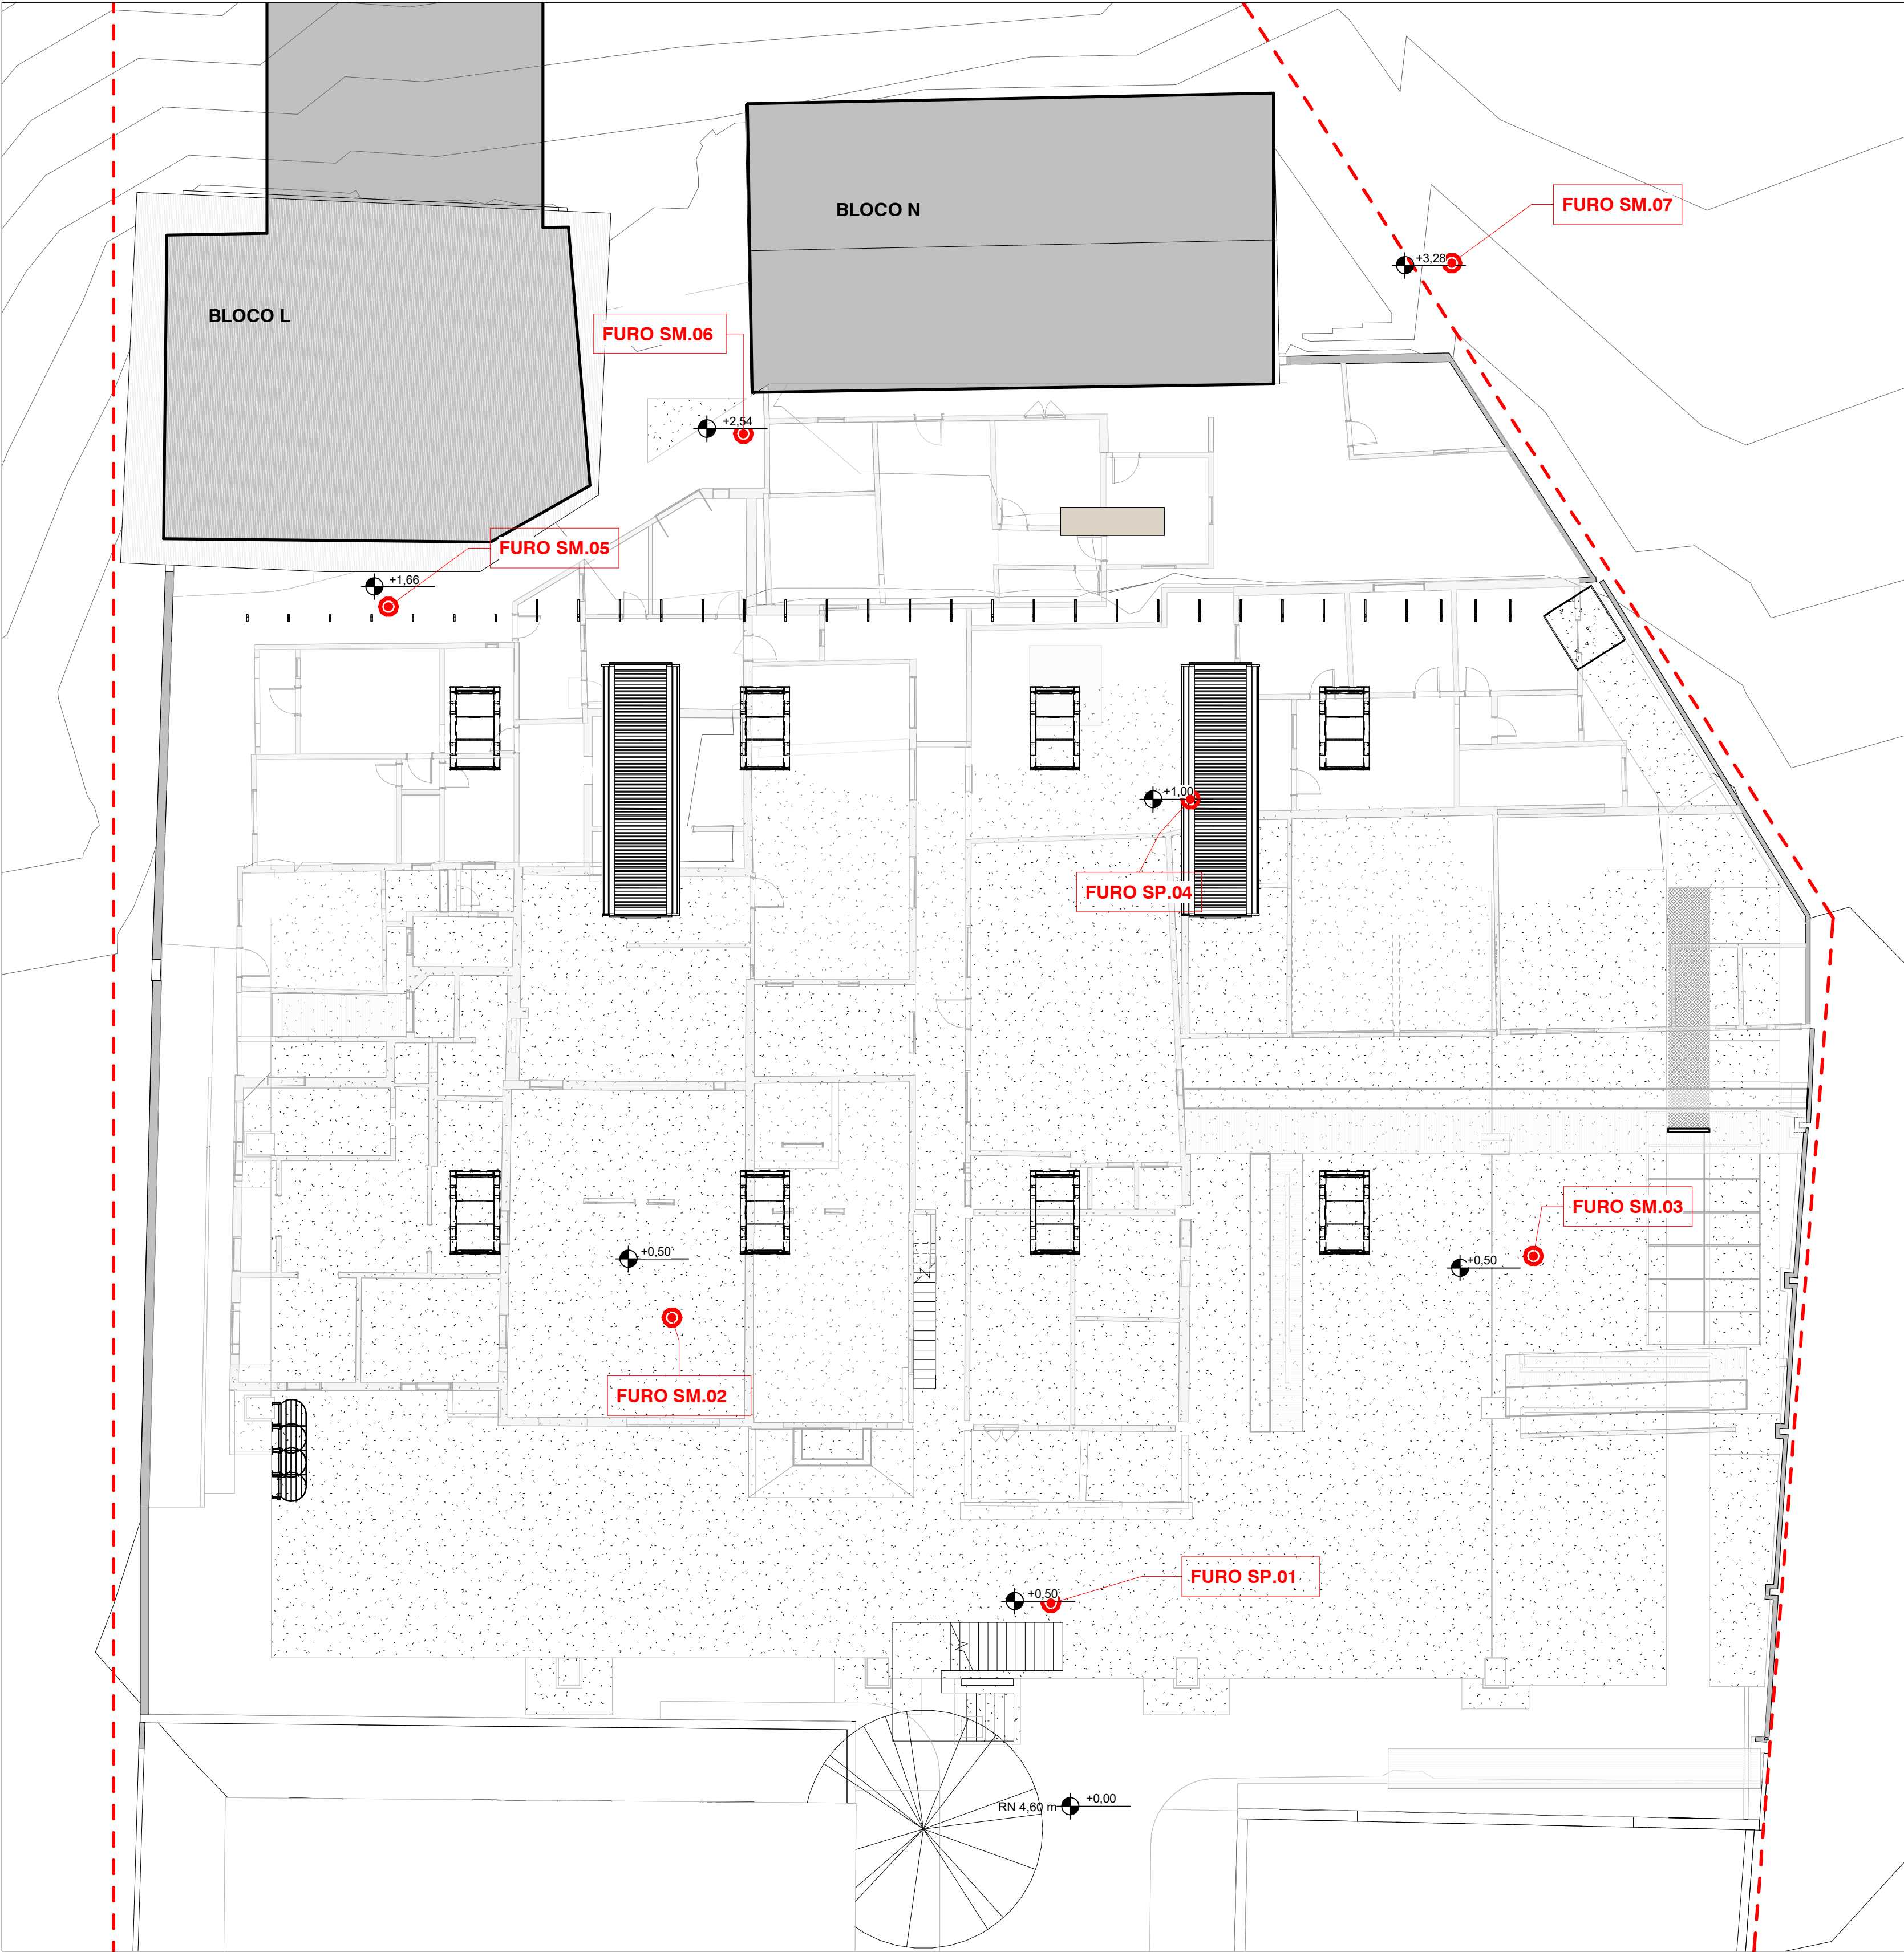 FURO SM.07
BLOCO N
+3,28
BLOCO L
FURO SM.06
+2,54
FURO SM.05
+1,66
+1,00
FURO SP.04
FURO SM.03
+0,50
+0,50
FURO SM.02
FURO SP.01
+0,50
RN 4,60 m
+0,00